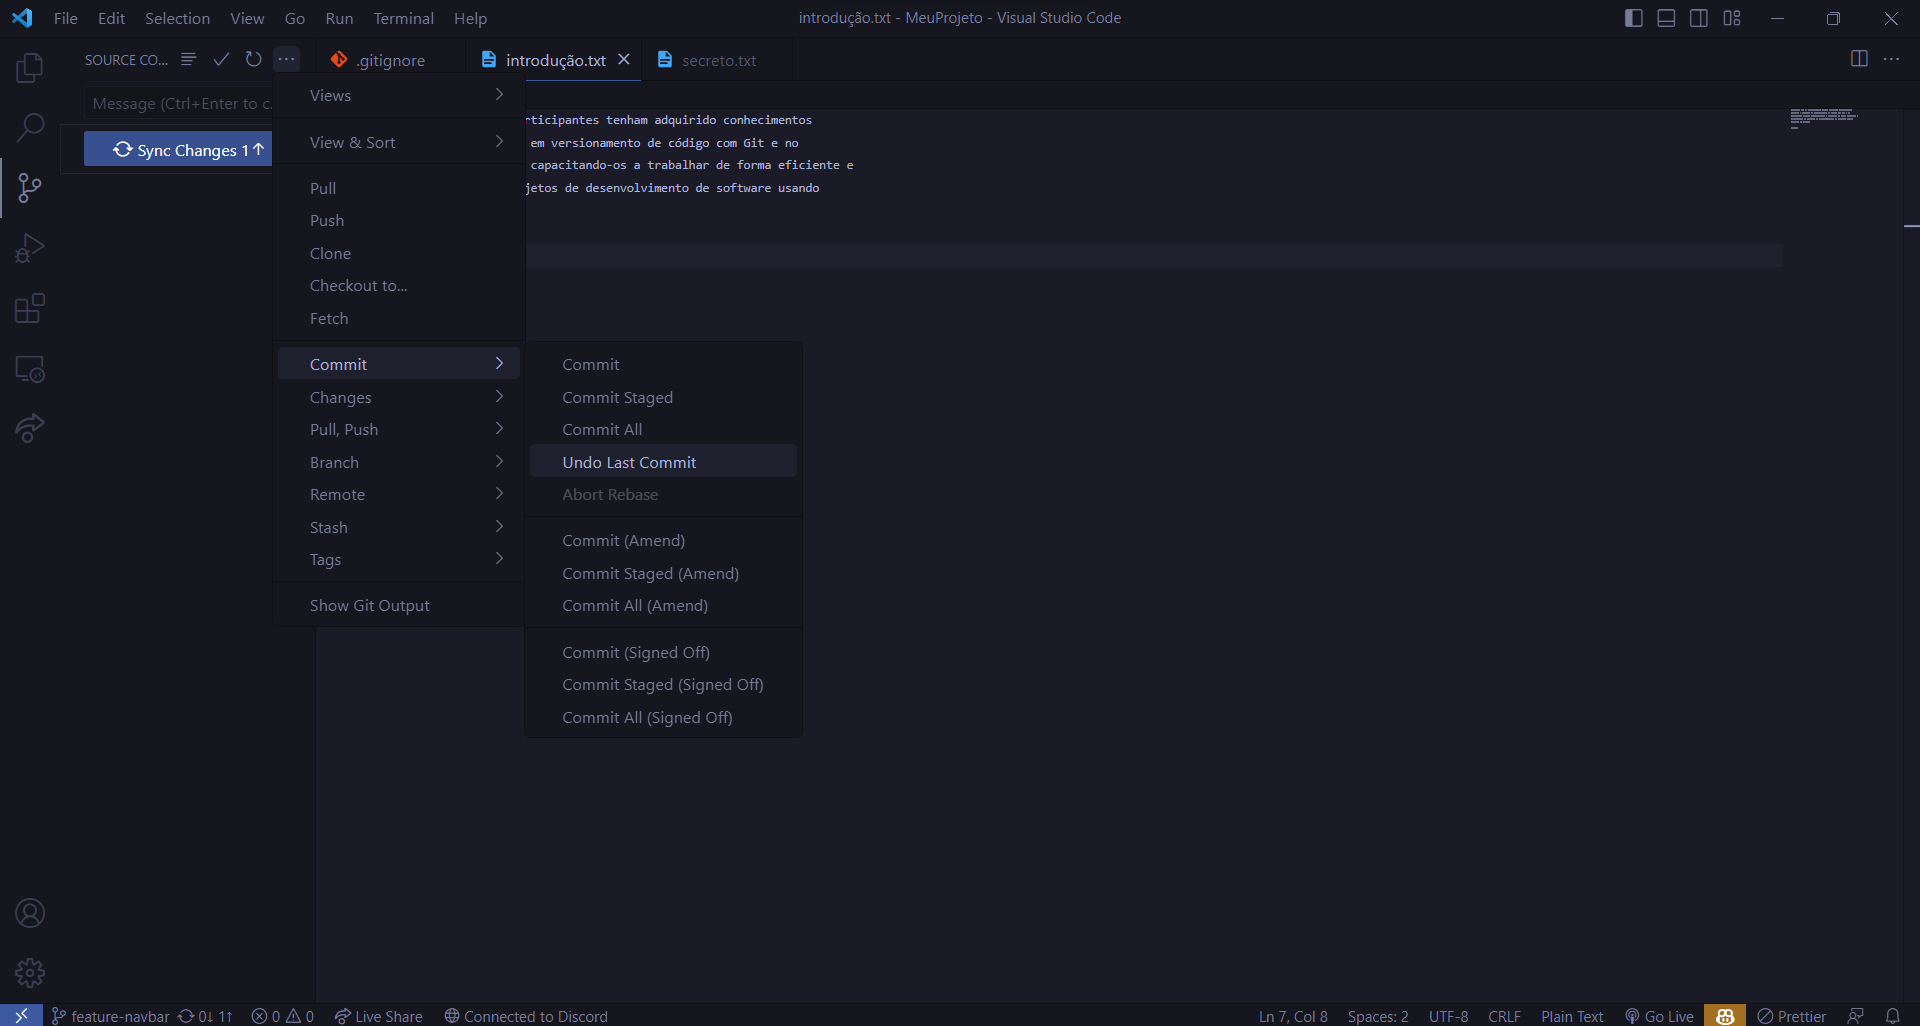 File Edit Selection View Go Run Terminal Help
introdução.txt - MeuProjeto - Visual Studio Code
SOURCE CO...
.gitignore
introdução.txt
secreto.txt
Message (Ctrl+Enter to c...
Sync Changes 1↑
Views
View & Sort
Pull
Push
Clone
Checkout to...
Fetch
Commit
Changes
Pull, Push
Branch
Remote
Stash
Tags
Show Git Output
Commit
Commit Staged
Commit All
Undo Last Commit
Abort Rebase
Commit (Amend)
Commit Staged (Amend)
Commit All (Amend)
Commit (Signed Off)
Commit Staged (Signed Off)
Commit All (Signed Off)
rticipantes tenham adquirido conhecimentos
em versionamento de código com Git e no
capacitando-os a trabalhar de forma eficiente e
jetos de desenvolvimento de software usando
feature-navbar 0↓ 1↑ 0 0 Live Share Connected to Discord
Ln 7, Col 8 Spaces: 2 UTF-8 CRLF Plain Text Go Live Prettier